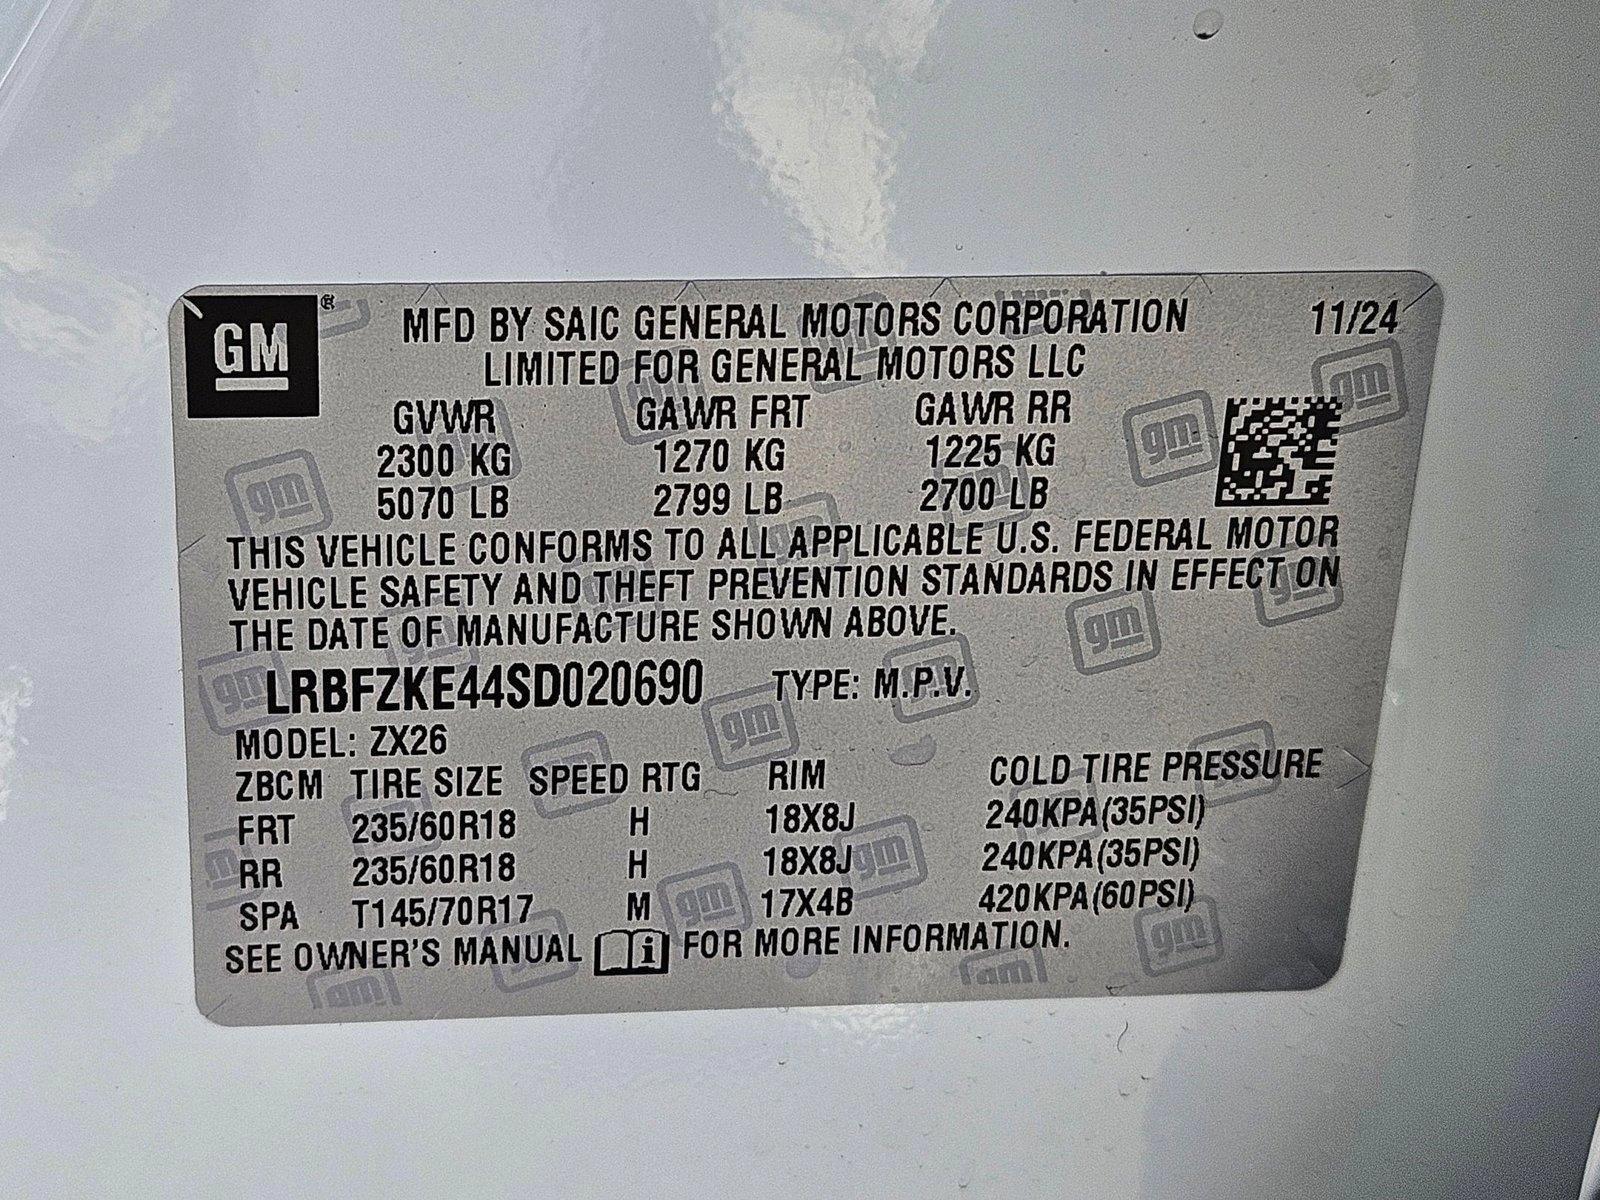 GM ®
MFD BY SAIC GENERAL MOTORS CORPORATION 11/24
LIMITED FOR GENERAL MOTORS LLC
GVWR GAWR FRT GAWR RR
2300 KG 1270 KG 1225 KG
5070 LB 2799 LB 2700 LB
THIS VEHICLE CONFORMS TO ALL APPLICABLE U.S. FEDERAL MOTOR
VEHICLE SAFETY AND THEFT PREVENTION STANDARDS IN EFFECT ON
THE DATE OF MANUFACTURE SHOWN ABOVE.
LRBFZKE44SD020690 TYPE: M.P.V.
MODEL: ZX26
ZBCM TIRE SIZE SPEED RTG RIM COLD TIRE PRESSURE
FRT 235/60R18 H 18X8J 240KPA(35PSI)
RR 235/60R18 H 18X8J 240KPA(35PSI)
SPA T145/70R17 M 17X4B 420KPA(60PSI)
SEE OWNER'S MANUAL i FOR MORE INFORMATION.